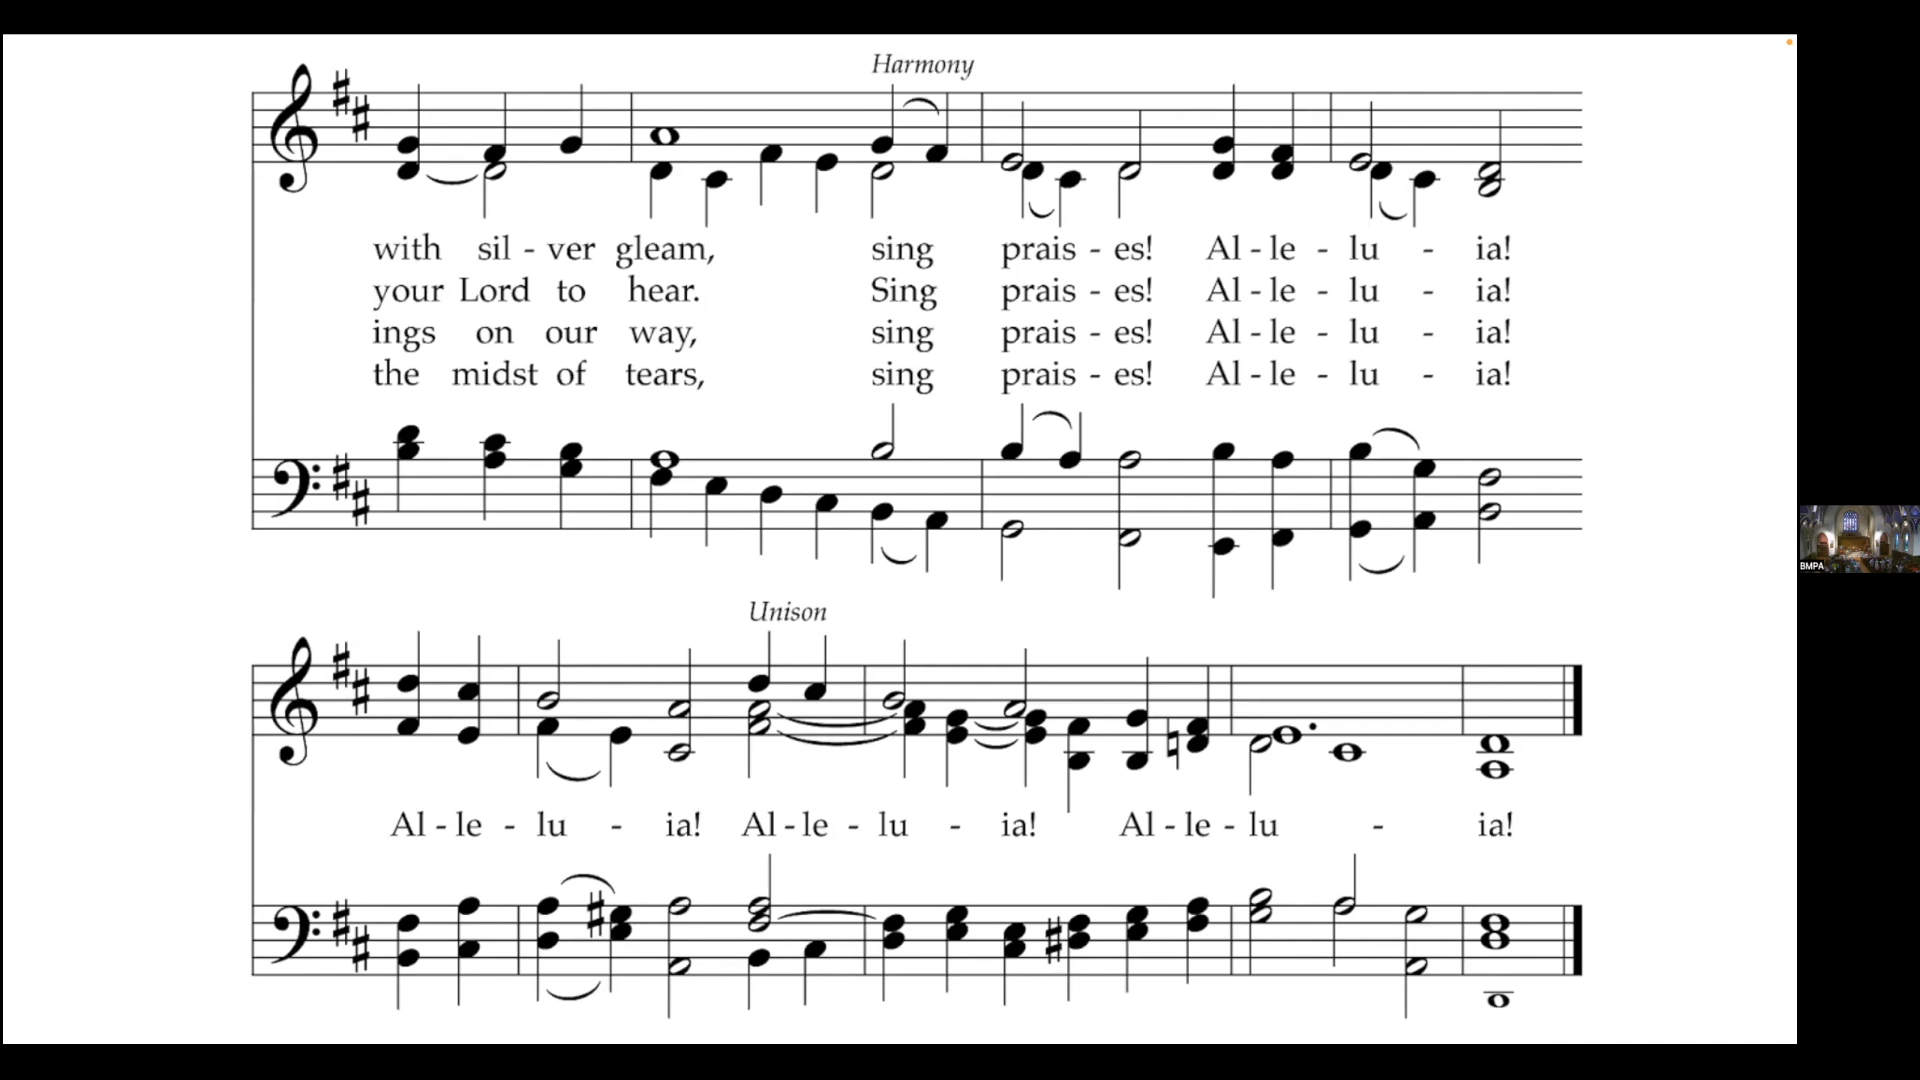 Harmony
with sil - ver gleam, sing prais - es! Al - le - lu - ia!
your Lord to hear. Sing prais - es! Al - le - lu - ia!
ings on our way, sing prais - es! Al - le - lu - ia!
the midst of tears, sing prais - es! Al - le - lu - ia!
Unison
Al - le - lu - ia! Al - le - lu - ia! Al - le - lu - ia!
BMPA